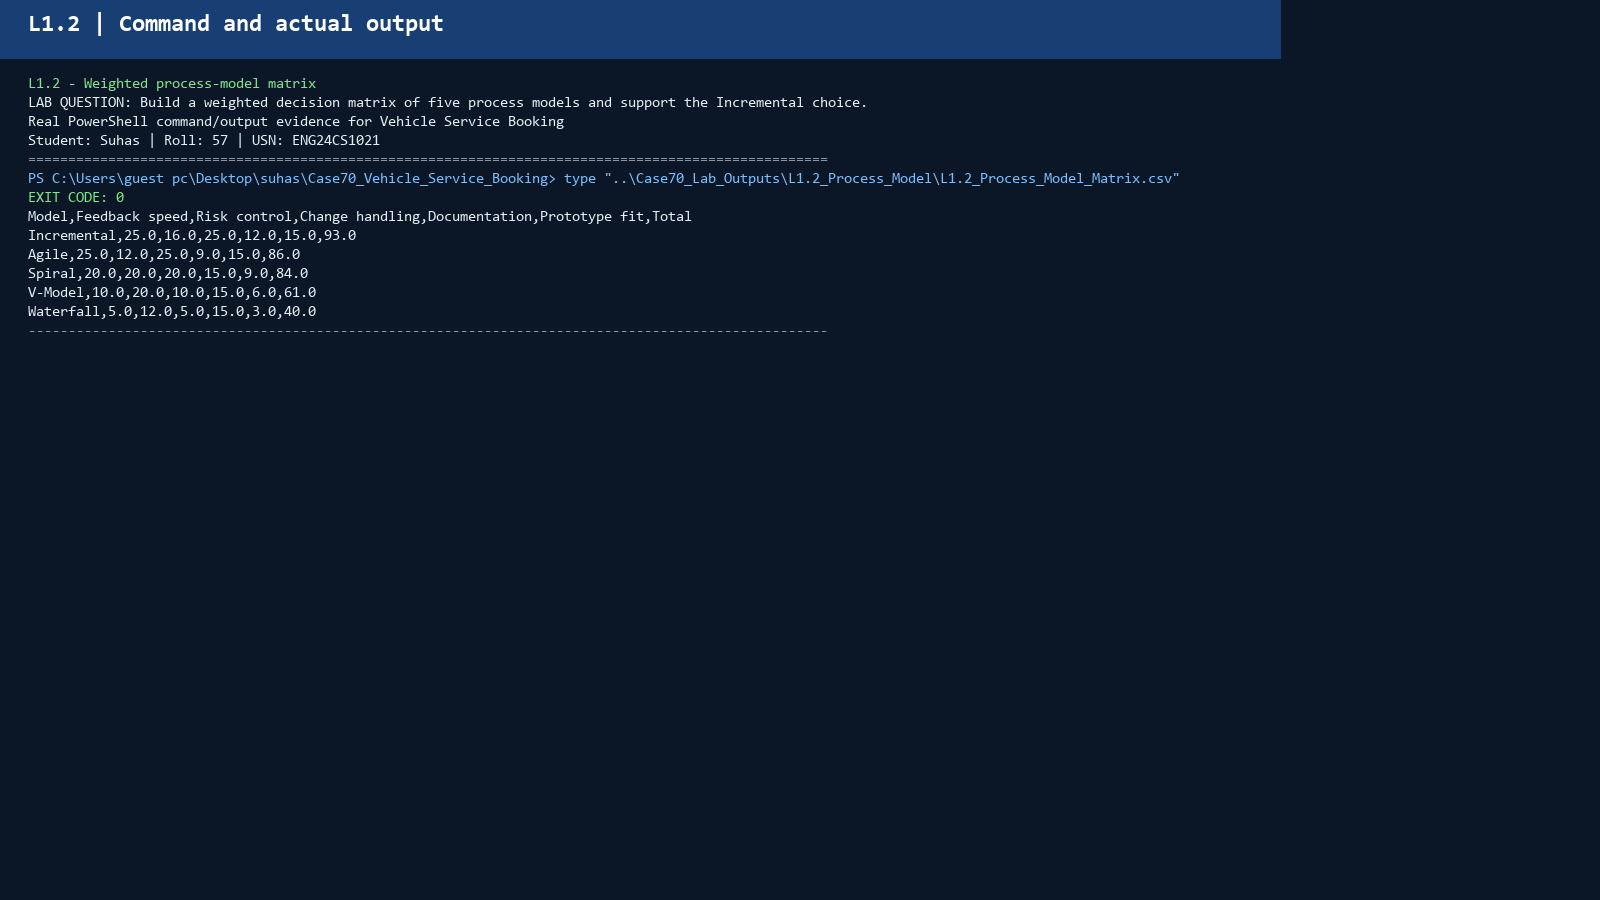 L1.2 | Command and actual output
L1.2 - Weighted process-model matrix
LAB QUESTION: Build a weighted decision matrix of five process models and support the Incremental choice.
Real PowerShell command/output evidence for Vehicle Service Booking
Student: Suhas | Roll: 57 | USN: ENG24CS1021
====================================================================================================
PS C:\Users\guest pc\Desktop\suhas\Case70_Vehicle_Service_Booking> type "..\Case70_Lab_Outputs\L1.2_Process_Model\L1.2_Process_Model_Matrix.csv"
EXIT CODE: 0
Model,Feedback speed,Risk control,Change handling,Documentation,Prototype fit,Total
Incremental,25.0,16.0,25.0,12.0,15.0,93.0
Agile,25.0,12.0,25.0,9.0,15.0,86.0
Spiral,20.0,20.0,20.0,15.0,9.0,84.0
V-Model,10.0,20.0,10.0,15.0,6.0,61.0
Waterfall,5.0,12.0,5.0,15.0,3.0,40.0
----------------------------------------------------------------------------------------------------